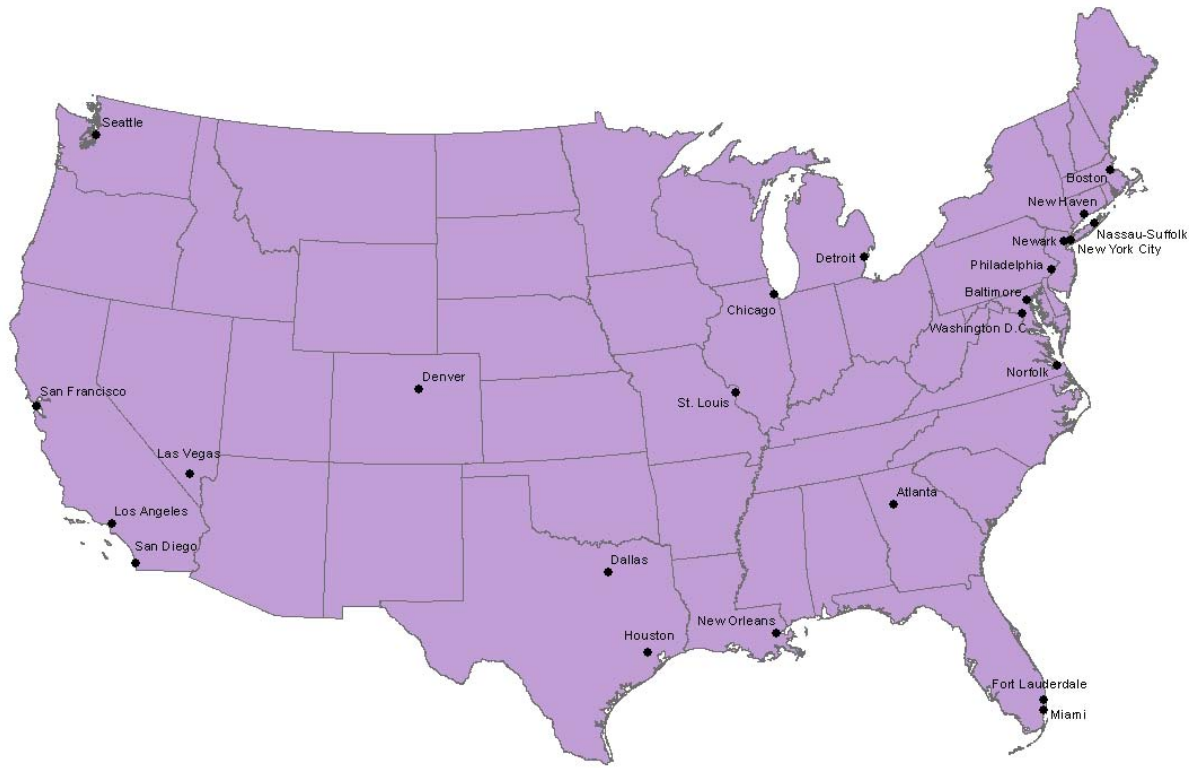 Seattle
Boston
New Haven
Nassau-Suffolk
Newark
New York City
Detroit
Philadelphia
Baltimore
Chicago
Washington D.C.
Norfolk
Denver
San Francisco
St. Louis
Las Vegas
Atlanta
Los Angeles
San Diego
Dallas
New Orleans
Houston
Fort Lauderdale
Miami